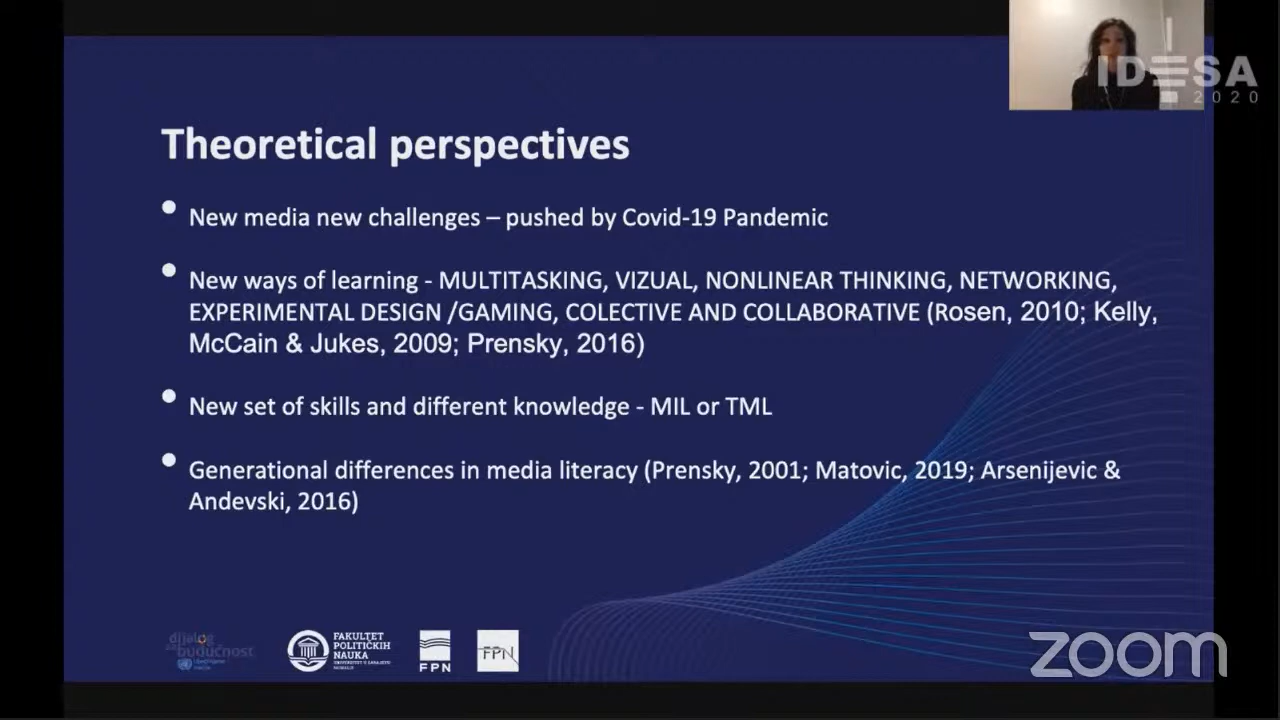 IDESA
2020
Theoretical perspectives
• New media new challenges – pushed by Covid-19 Pandemic
• New ways of learning - MULTITASKING, VIZUAL, NONLINEAR THINKING, NETWORKING,
EXPERIMENTAL DESIGN /GAMING, COLECTIVE AND COLLABORATIVE (Rosen, 2010; Kelly,
McCain & Jukes, 2009; Prensky, 2016)
• New set of skills and different knowledge - MIL or TML
• Generational differences in media literacy (Prensky, 2001; Matovic, 2019; Arsenijevic &
Andevski, 2016)
dijalog
budućnost
FAKULTET
POLITIČKIH
NAUKA
FPN
FPN
zoom